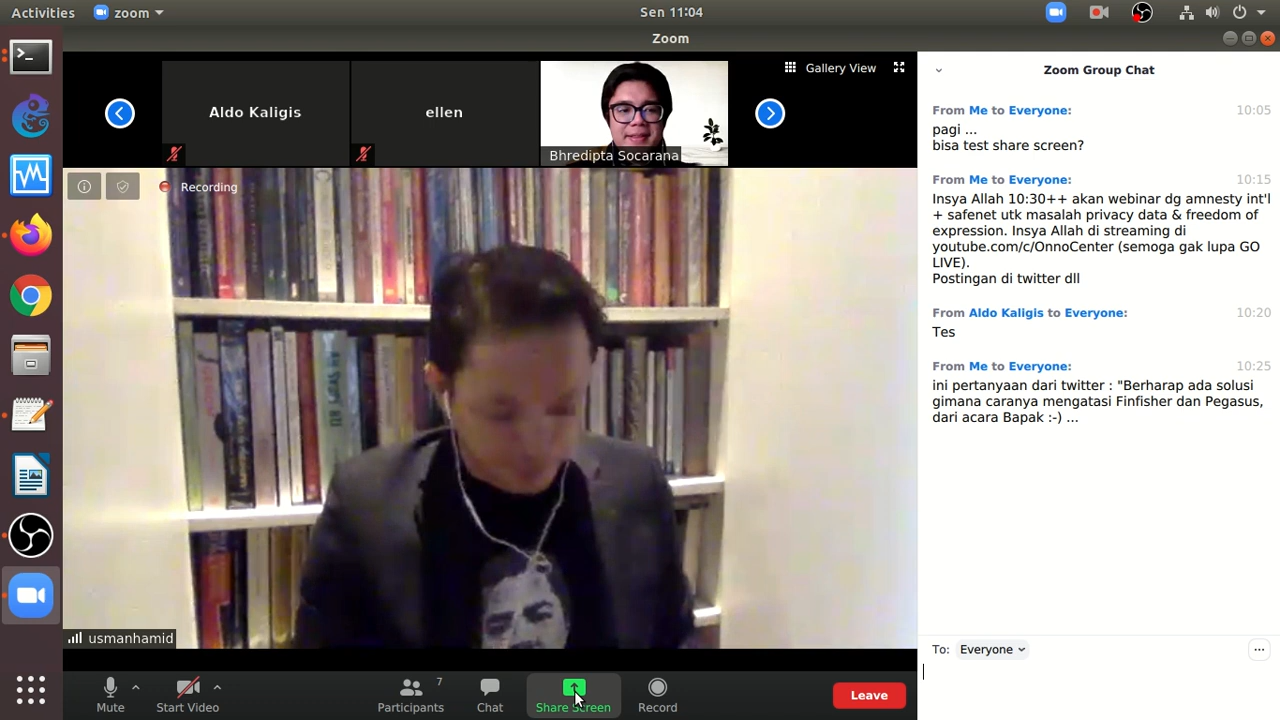 Activities
zoom
Sen 11:04
Zoom
Aldo Kaligis
ellen
Bhredipta Socarana
Gallery View
Recording
usmanhamid
Zoom Group Chat
From Me to Everyone: 10:05
pagi ...
bisa test share screen?
From Me to Everyone: 10:15
Insya Allah 10:30++ akan webinar dg amnesty int'l
+ safenet utk masalah privacy data & freedom of
expression. Insya Allah di streaming di
youtube.com/c/OnnoCenter (semoga gak lupa GO
LIVE).
Postingan di twitter dll
From Aldo Kaligis to Everyone: 10:20
Tes
From Me to Everyone: 10:25
ini pertanyaan dari twitter : "Berharap ada solusi
gimana caranya mengatasi Finfisher dan Pegasus,
dari acara Bapak :-) ...
To: Everyone
Mute
Start Video
Participants 7
Chat
Share Screen
Record
Leave